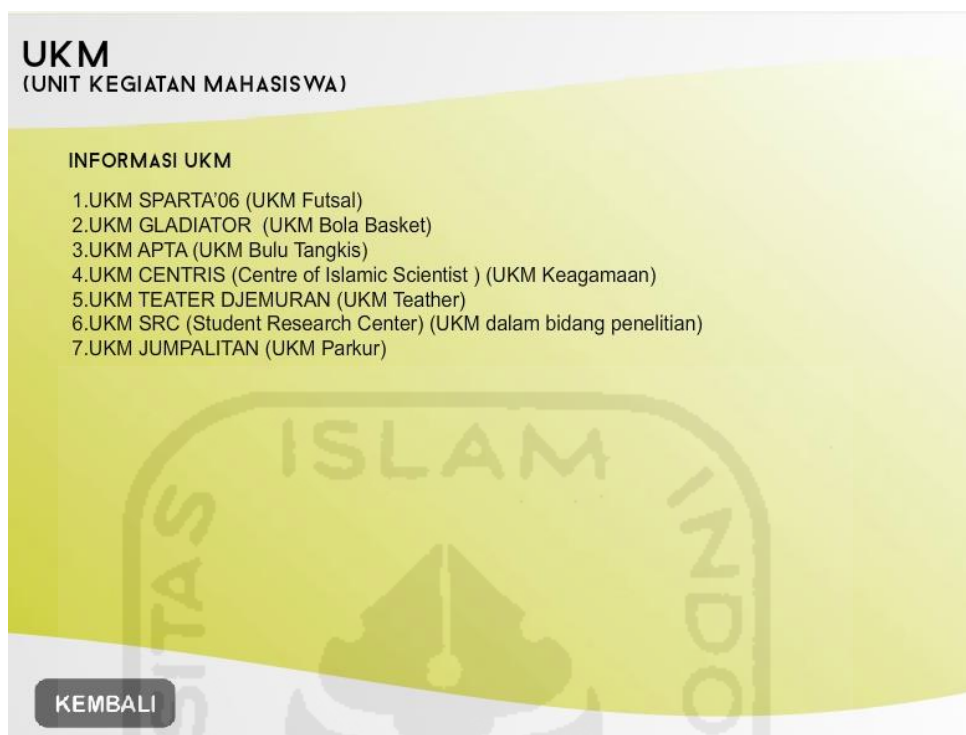 UKM
(UNIT KEGIATAN MAHASISWA)
INFORMASI UKM
1.UKM SPARTA'06 (UKM Futsal)
2.UKM GLADIATOR (UKM Bola Basket)
3.UKM APTA (UKM Bulu Tangkis)
4.UKM CENTRIS (Centre of Islamic Scientist ) (UKM Keagamaan)
5.UKM TEATER DJEMURAN (UKM Teather)
6.UKM SRC (Student Research Center) (UKM dalam bidang penelitian)
7.UKM JUMPALITAN (UKM Parkur)
SITAS ISLAM INDO
KEMBALI